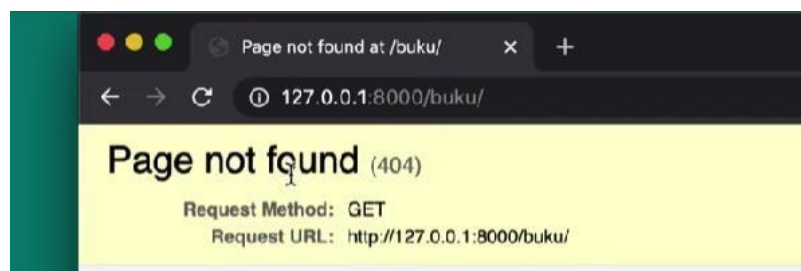 Page not found at /buku/
127.0.0.1:8000/buku/
Page not found (404)
Request Method: GET
Request URL: http://127.0.0.1:8000/buku/